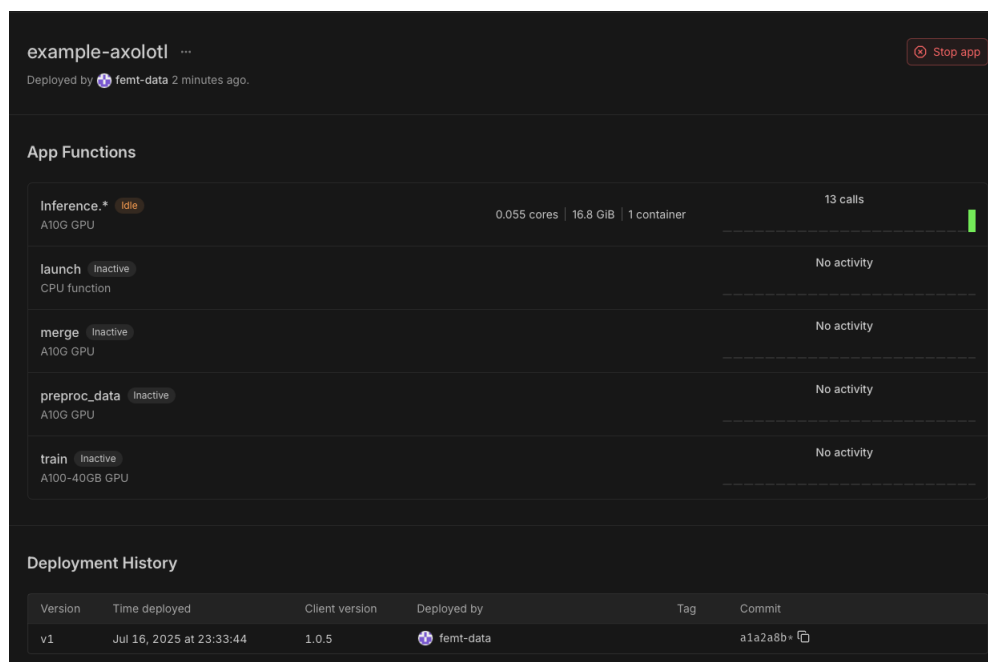 example-axolotl ...
Stop app
Deployed by femt-data 2 minutes ago.
App Functions
Inference.* Idle
A10G GPU
0.055 cores | 16.8 GiB | 1 container
13 calls
launch Inactive
CPU function
No activity
merge Inactive
A10G GPU
No activity
preproc_data Inactive
A10G GPU
No activity
train Inactive
A100-40GB GPU
No activity
Deployment History
Version Time deployed Client version Deployed by Tag Commit
v1 Jul 16, 2025 at 23:33:44 1.0.5 femt-data a1a2a8b*